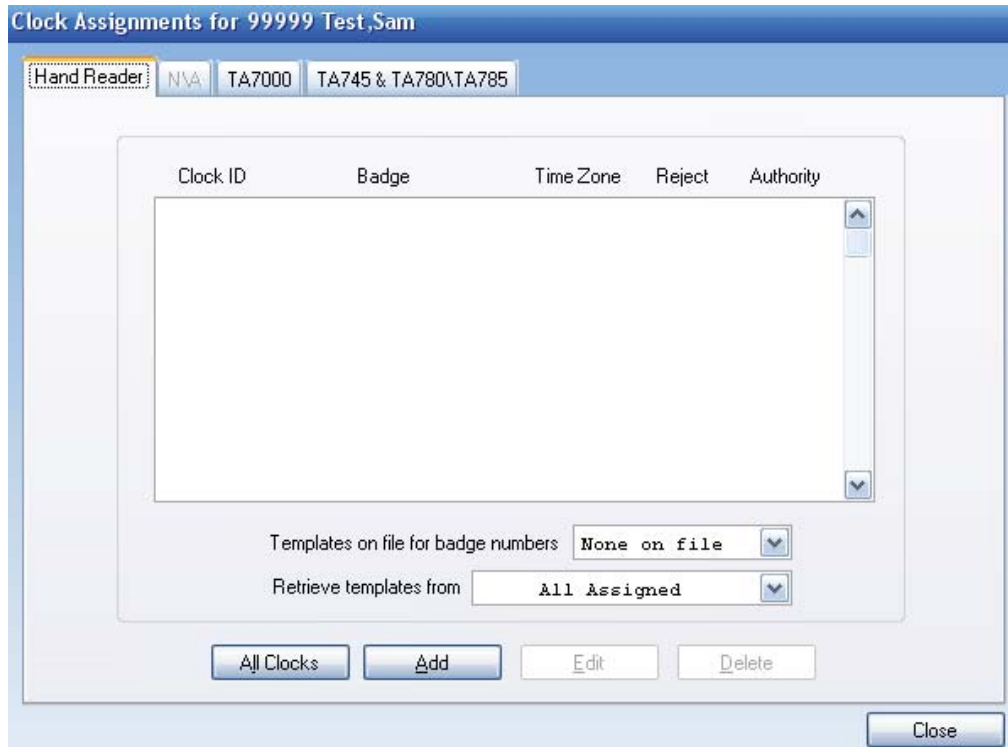 Clock Assignments for 99999 Test,Sam
Hand Reader N\A TA7000 TA745 & TA780\TA785
Clock ID Badge Time Zone Reject Authority
Templates on file for badge numbers None on file
Retrieve templates from All Assigned
All Clocks Add Edit Delete
Close